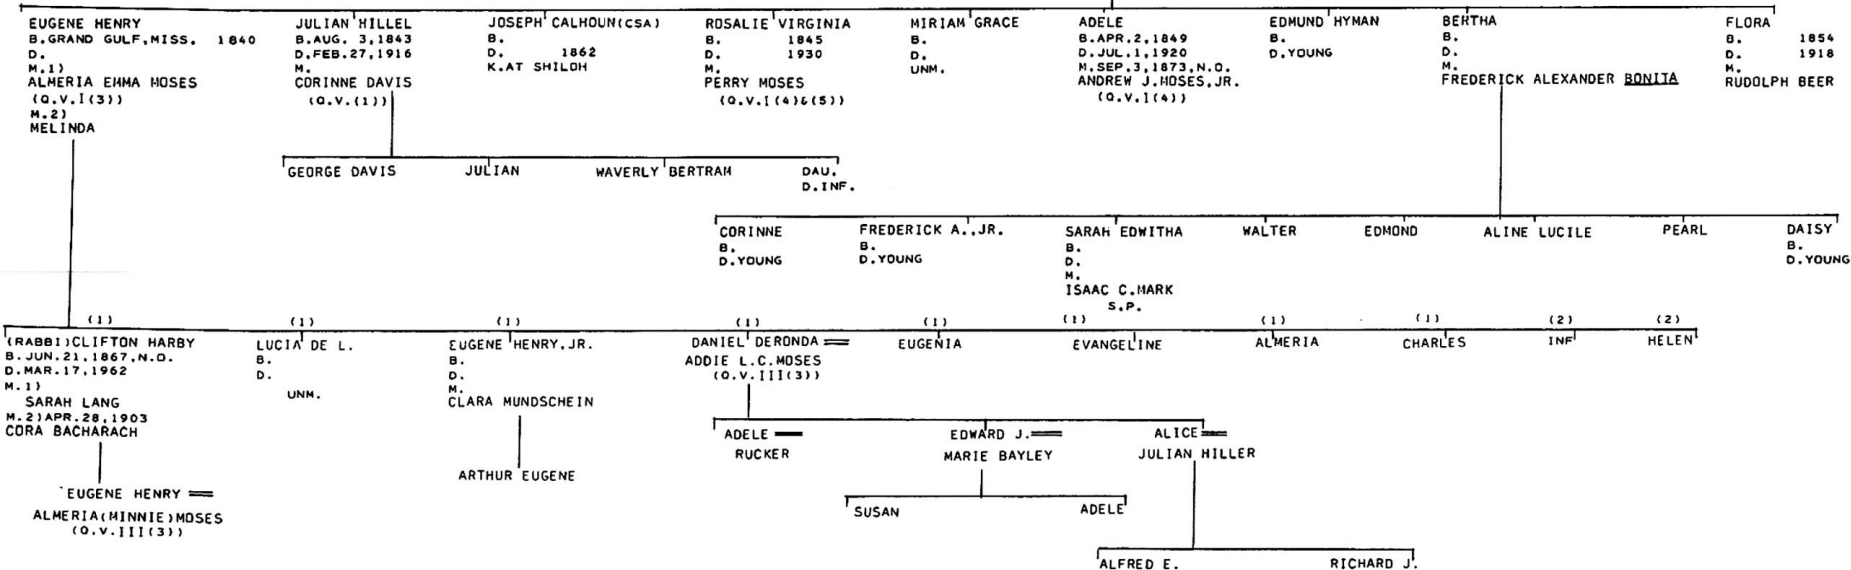 EUGENE HENRY
B.GRAND GULF,MISS. 1840
D.
M.1)
ALMERIA EMMA MOSES
(Q.V.I(3))
M.2)
MELINDA
JULIAN HILLEL
B.AUG. 3,1843
D.FEB.27,1916
M.
CORINNE DAVIS
(Q.V.(1))
JOSEPH CALHOUN(CSA)
B.
D. 1862
K.AT SHILOH
ROSALIE VIRGINIA
B. 1845
D. 1930
M.
PERRY MOSES
(Q.V.I(4)&(5))
MIRIAM GRACE
B.
D.
UNM.
ADELE
B.APR.2,1849
D.JUL.1,1920
M.SEP.3,1873,N.O.
ANDREW J.MOSES,JR.
(Q.V.I(4))
EDMUND HYMAN
B.
D.YOUNG
BERTHA
B.
D.
M.
FREDERICK ALEXANDER BONITA
FLORA
B. 1854
D. 1918
M.
RUDOLPH BEER
GEORGE DAVIS
JULIAN
WAVERLY BERTRAM
DAU.
D.INF.
CORINNE
B.
D.YOUNG
FREDERICK A.,JR.
B.
D.YOUNG
SARAH EDWITHA
B.
D.
M.
ISAAC C.MARK
S.P.
WALTER
EDMOND
ALINE LUCILE
PEARL
DAISY
B.
D.YOUNG
(1)
(RABBI)CLIFTON HARBY
B.JUN.21,1867,N.O.
D.MAR.17,1962
M.1)
SARAH LANG
M.2)APR.28,1903
CORA BACHARACH
(1)
LUCIA DE L.
B.
D.
UNM.
(1)
EUGENE HENRY,JR.
B.
D.
M.
CLARA MUNDSCHEIN
(1)
DANIEL DERONDA
ADDIE L.C.MOSES
(Q.V.III(3))
(1)
EUGENIA
(1)
EVANGELINE
(1)
ALMERIA
(1)
CHARLES
(2)
INF
(2)
HELEN
ADELE
RUCKER
EDWARD J.
MARIE BAYLEY
ALICE
JULIAN HILLER
ARTHUR EUGENE
EUGENE HENRY
ALMERIA(MINNIE)MOSES
(Q.V.III(3))
SUSAN
ADELE
ALFRED E.
RICHARD J.